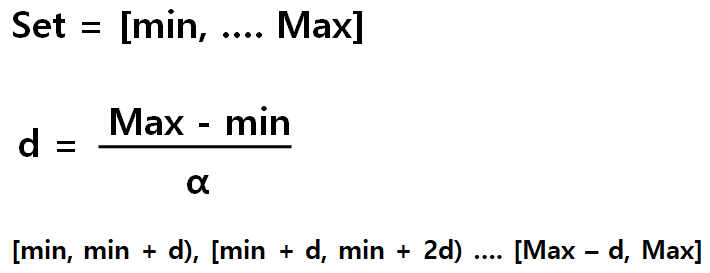 Set = [min, .... Max]
d = Max - min
α
[min, min + d), [min + d, min + 2d) .... [Max – d, Max]